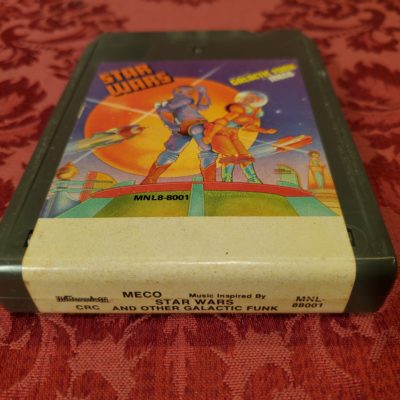 STAR
WARS
GALACTIC FUNK
MECO
MNL8-8001
Millennium MECO Music Inspired By MNL-
STAR WARS 88001
CRC AND OTHER GALACTIC FUNK